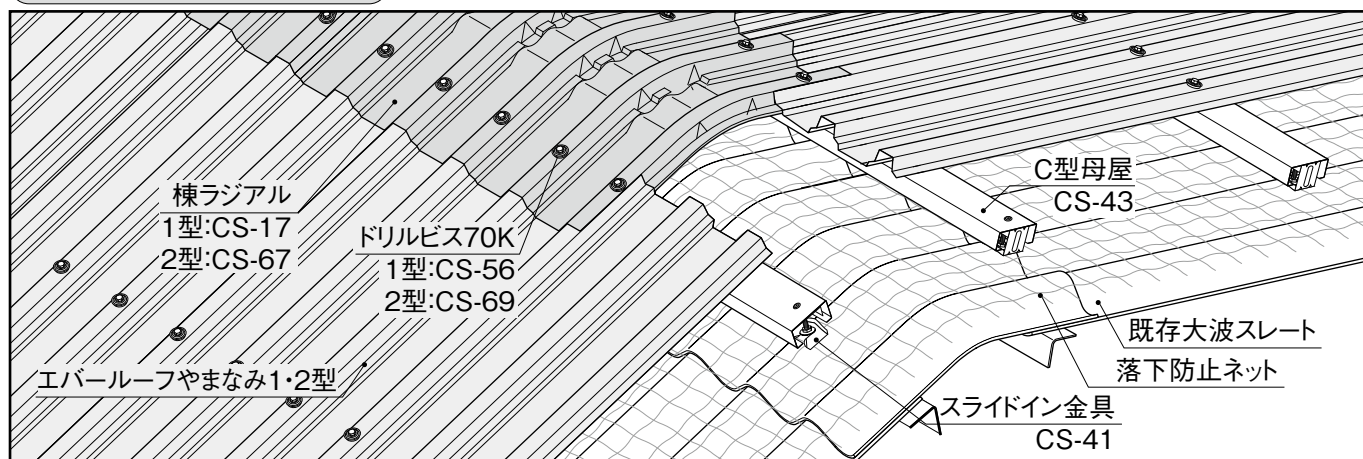 棟ラジアル
1型:CS-17
2型:CS-67
ドリルビス70K
1型:CS-56
2型:CS-69
エバールーフやまなみ1・2型
C型母屋
CS-43
既存大波スレート
落下防止ネット
スライドイン金具
CS-41